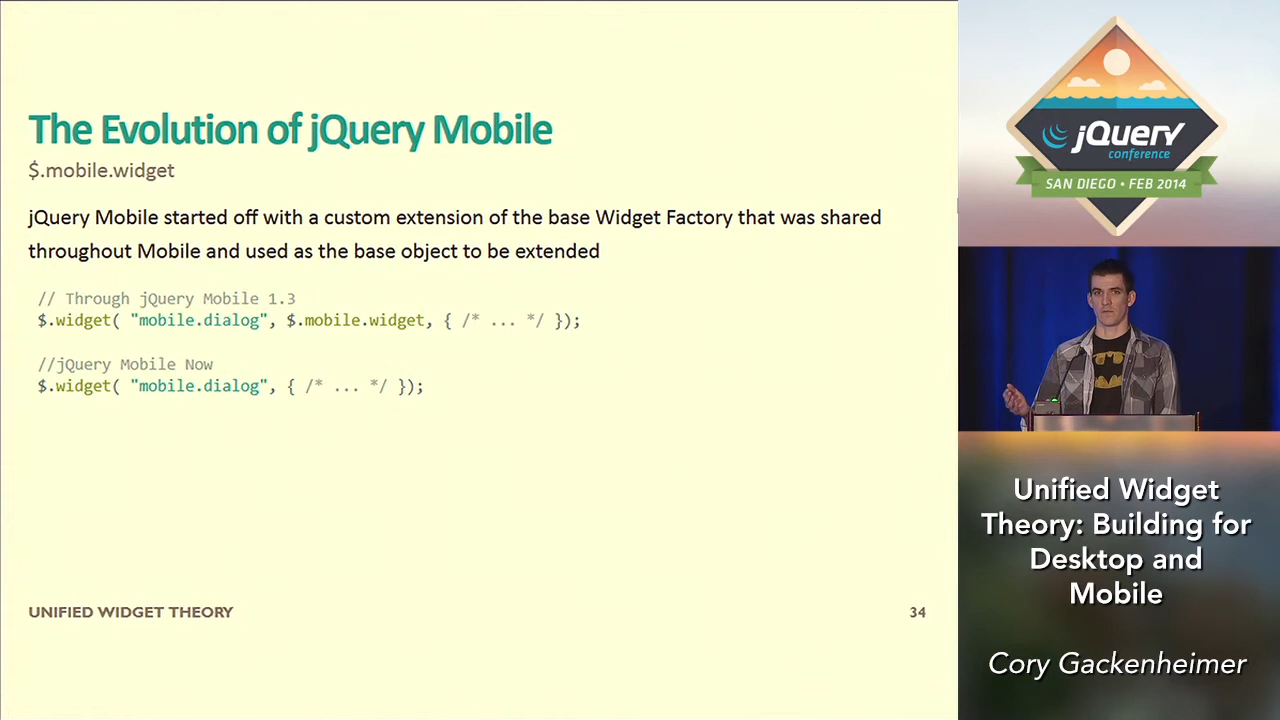 The Evolution of jQuery Mobile
$.mobile.widget
jQuery Mobile started off with a custom extension of the base Widget Factory that was shared
throughout Mobile and used as the base object to be extended
// Through jQuery Mobile 1.3
$.widget( "mobile.dialog", $.mobile.widget, { /* ... */ });
//jQuery Mobile Now
$.widget( "mobile.dialog", { /* ... */ });
UNIFIED WIDGET THEORY
34
jQuery
conference
SAN DIEGO • FEB 2014
Unified Widget
Theory: Building for
Desktop and
Mobile
Cory Gackenheimer